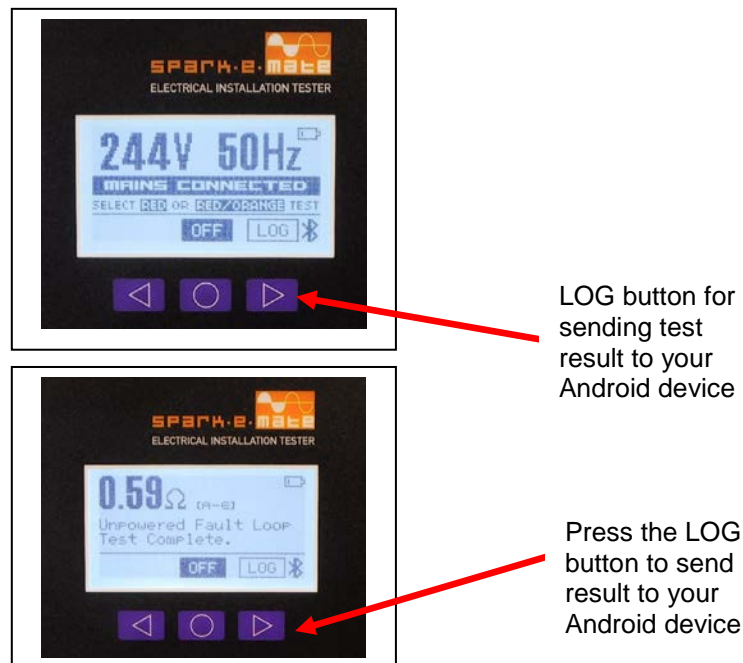 spark·e·mate
ELECTRICAL INSTALLATION TESTER
244V 50Hz
MAINS CONNECTED
SELECT RED OR RED/ORANGE TEST
OFF LOG
LOG button for
sending test
result to your
Android device
spark·e·mate
ELECTRICAL INSTALLATION TESTER
0.59Ω [A-E]
Unpowered Fault Loop
Test Complete.
OFF LOG
Press the LOG
button to send
result to your
Android device